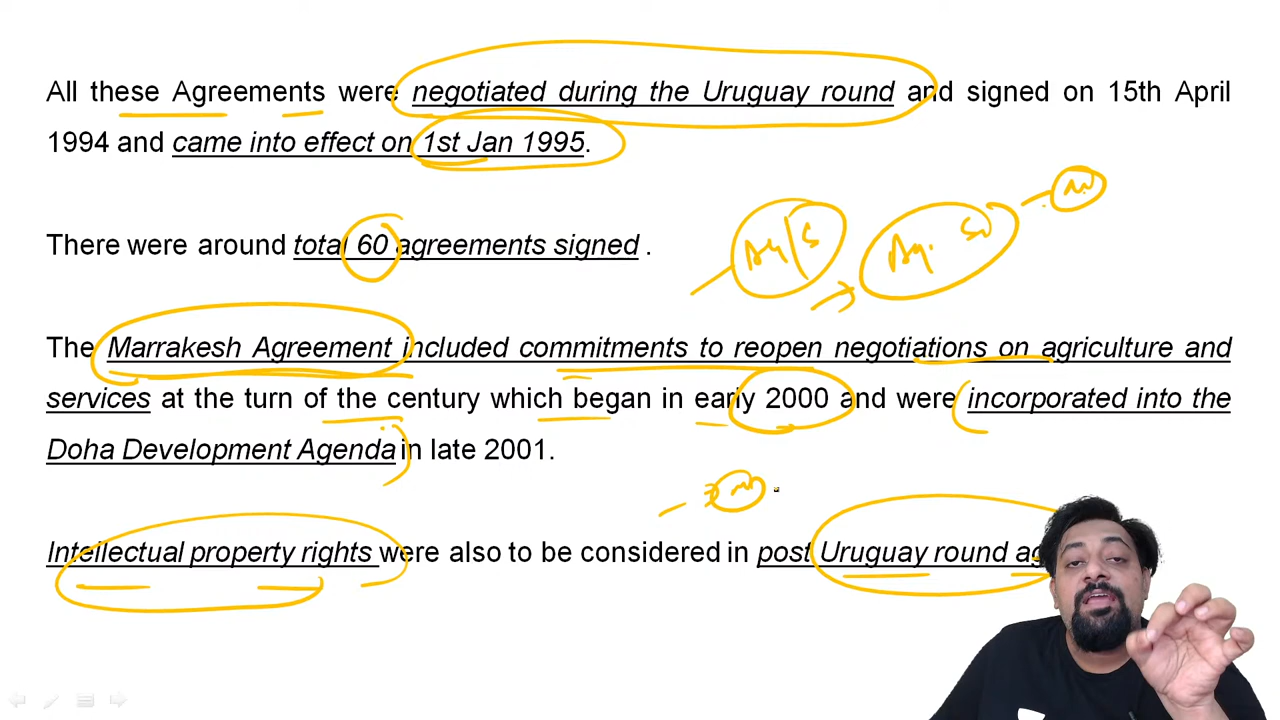 All these Agreements were negotiated during the Uruguay round and signed on 15th April
1994 and came into effect on 1st Jan 1995.
There were around total 60 agreements signed .
The Marrakesh Agreement included commitments to reopen negotiations on agriculture and
services at the turn of the century which began in early 2000 and were incorporated into the
Doha Development Agenda in late 2001.
Intellectual property rights were also to be considered in post Uruguay round